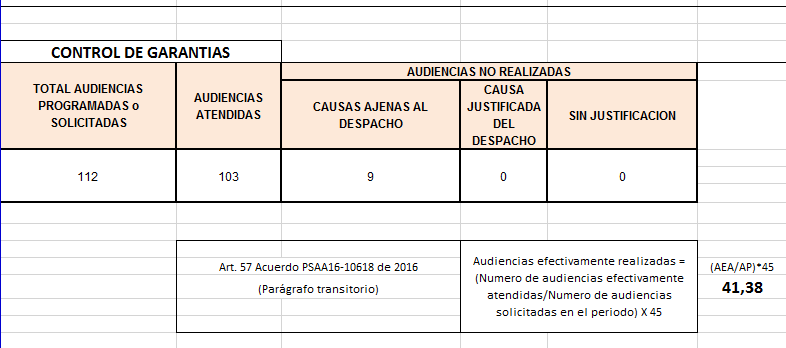 CONTROL DE GARANTIAS
TOTAL AUDIENCIAS
PROGRAMADAS o
SOLICITADAS
AUDIENCIAS
ATENDIDAS
AUDIENCIAS NO REALIZADAS
CAUSAS AJENAS AL
DESPACHO
CAUSA
JUSTIFICADA
DEL
DESPACHO
SIN JUSTIFICACION
112
103
9
0
0
Art. 57 Acuerdo PSAA16-10618 de 2016
(Parágrafo transitorio)
Audiencias efectivamente realizadas =
(Numero de audiencias efectivamente
atendidas/Numero de audiencias
solicitadas en el periodo) X 45
(AEA/AP)*45
41,38